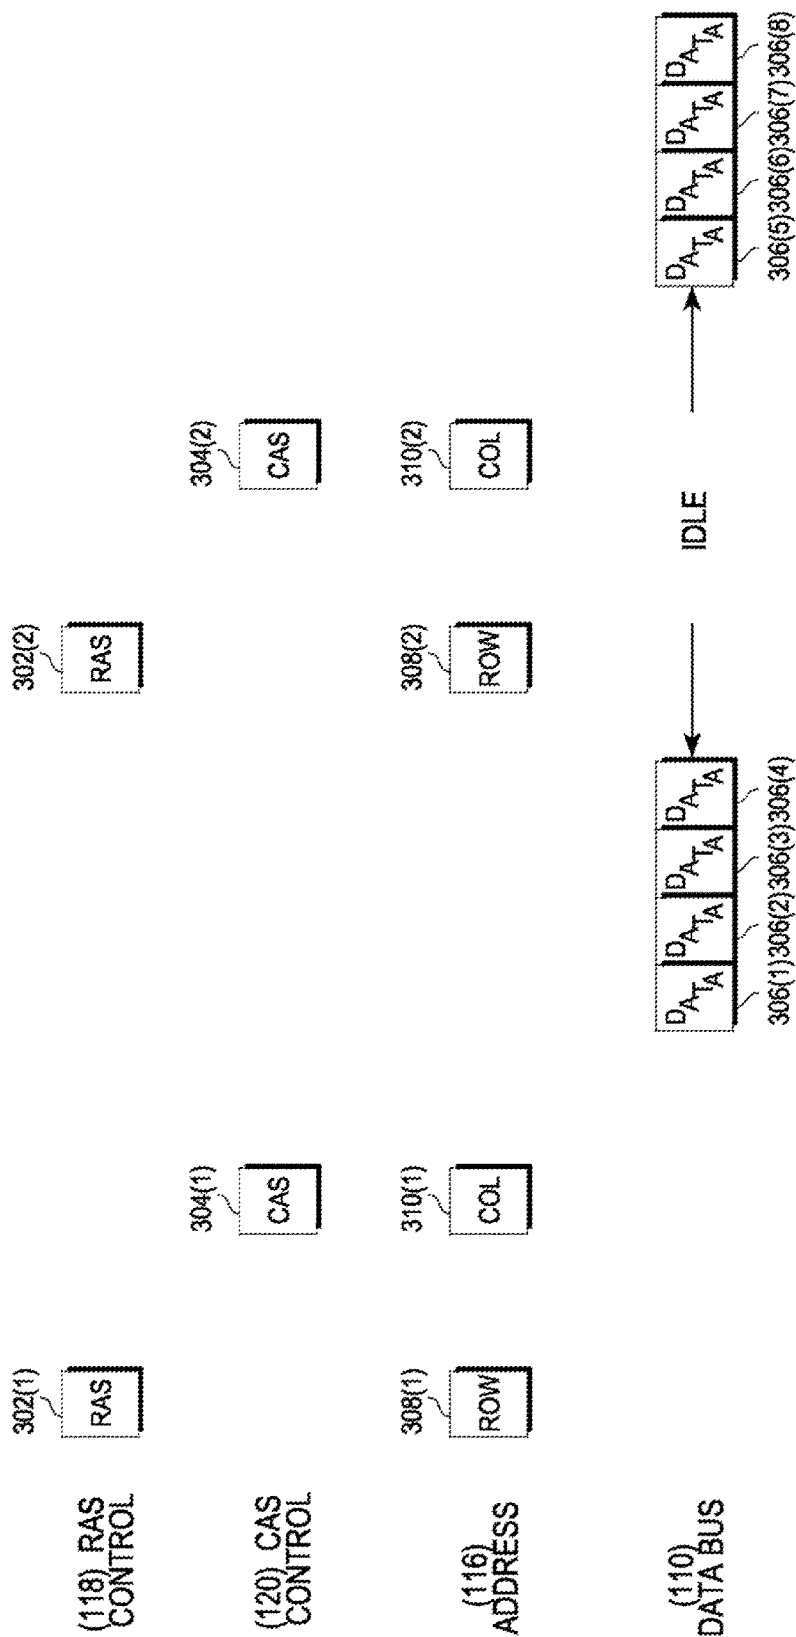 (118) RAS
CONTROL
302(1)
RAS
302(2)
RAS
(120) CAS
CONTROL
304(1)
CAS
304(2)
CAS
(116)
ADDRESS
308(1)
ROW
310(1)
COL
308(2)
ROW
310(2)
COL
(110)
DATA BUS
DATA DATA DATA DATA
IDLE
DATA DATA DATA DATA
306(1) 306(2) 306(3) 306(4)
306(5) 306(6) 306(7) 306(8)